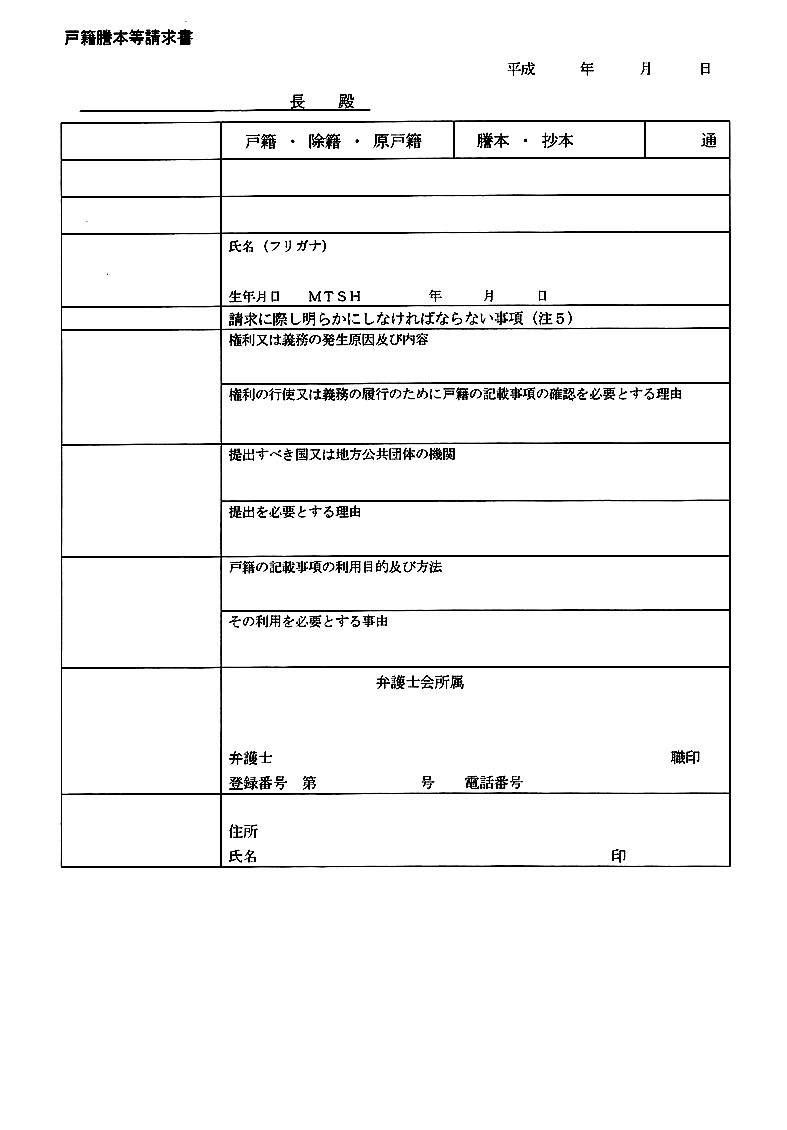 戸籍謄本等請求書
平成　　年　　月　　日
長　殿
戸籍 ・ 除籍 ・ 原戸籍　謄本 ・ 抄本　通
氏名（フリガナ）
生年月日　ＭＴＳＨ　　年　　月　　日
請求に際し明らかにしなければならない事項（注５）
権利又は義務の発生原因及び内容
権利の行使又は義務の履行のために戸籍の記載事項の確認を必要とする理由
提出すべき国又は地方公共団体の機関
提出を必要とする理由
戸籍の記載事項の利用目的及び方法
その利用を必要とする事由
弁護士会所属
弁護士　職印
登録番号　第　　号　電話番号
住所
氏名　印